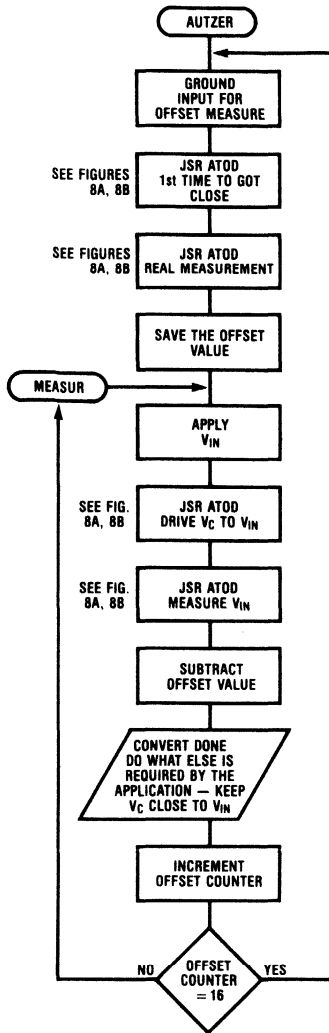 AUTZER
GROUND
INPUT FOR
OFFSET MEASURE
SEE FIGURES
8A, 8B
JSR ATOD
1st TIME TO GOT
CLOSE
SEE FIGURES
8A, 8B
JSR ATOD
REAL MEASUREMENT
SAVE THE OFFSET
VALUE
MEASUR
APPLY
VIN
SEE FIG.
8A, 8B
JSR ATOD
DRIVE VC TO VIN
SEE FIG.
8A, 8B
JSR ATOD
MEASURE VIN
SUBTRACT
OFFSET VALUE
CONVERT DONE
DO WHAT ELSE IS
REQUIRED BY THE
APPLICATION — KEEP
VC CLOSE TO VIN
INCREMENT
OFFSET COUNTER
NO
OFFSET
COUNTER
= 16
YES